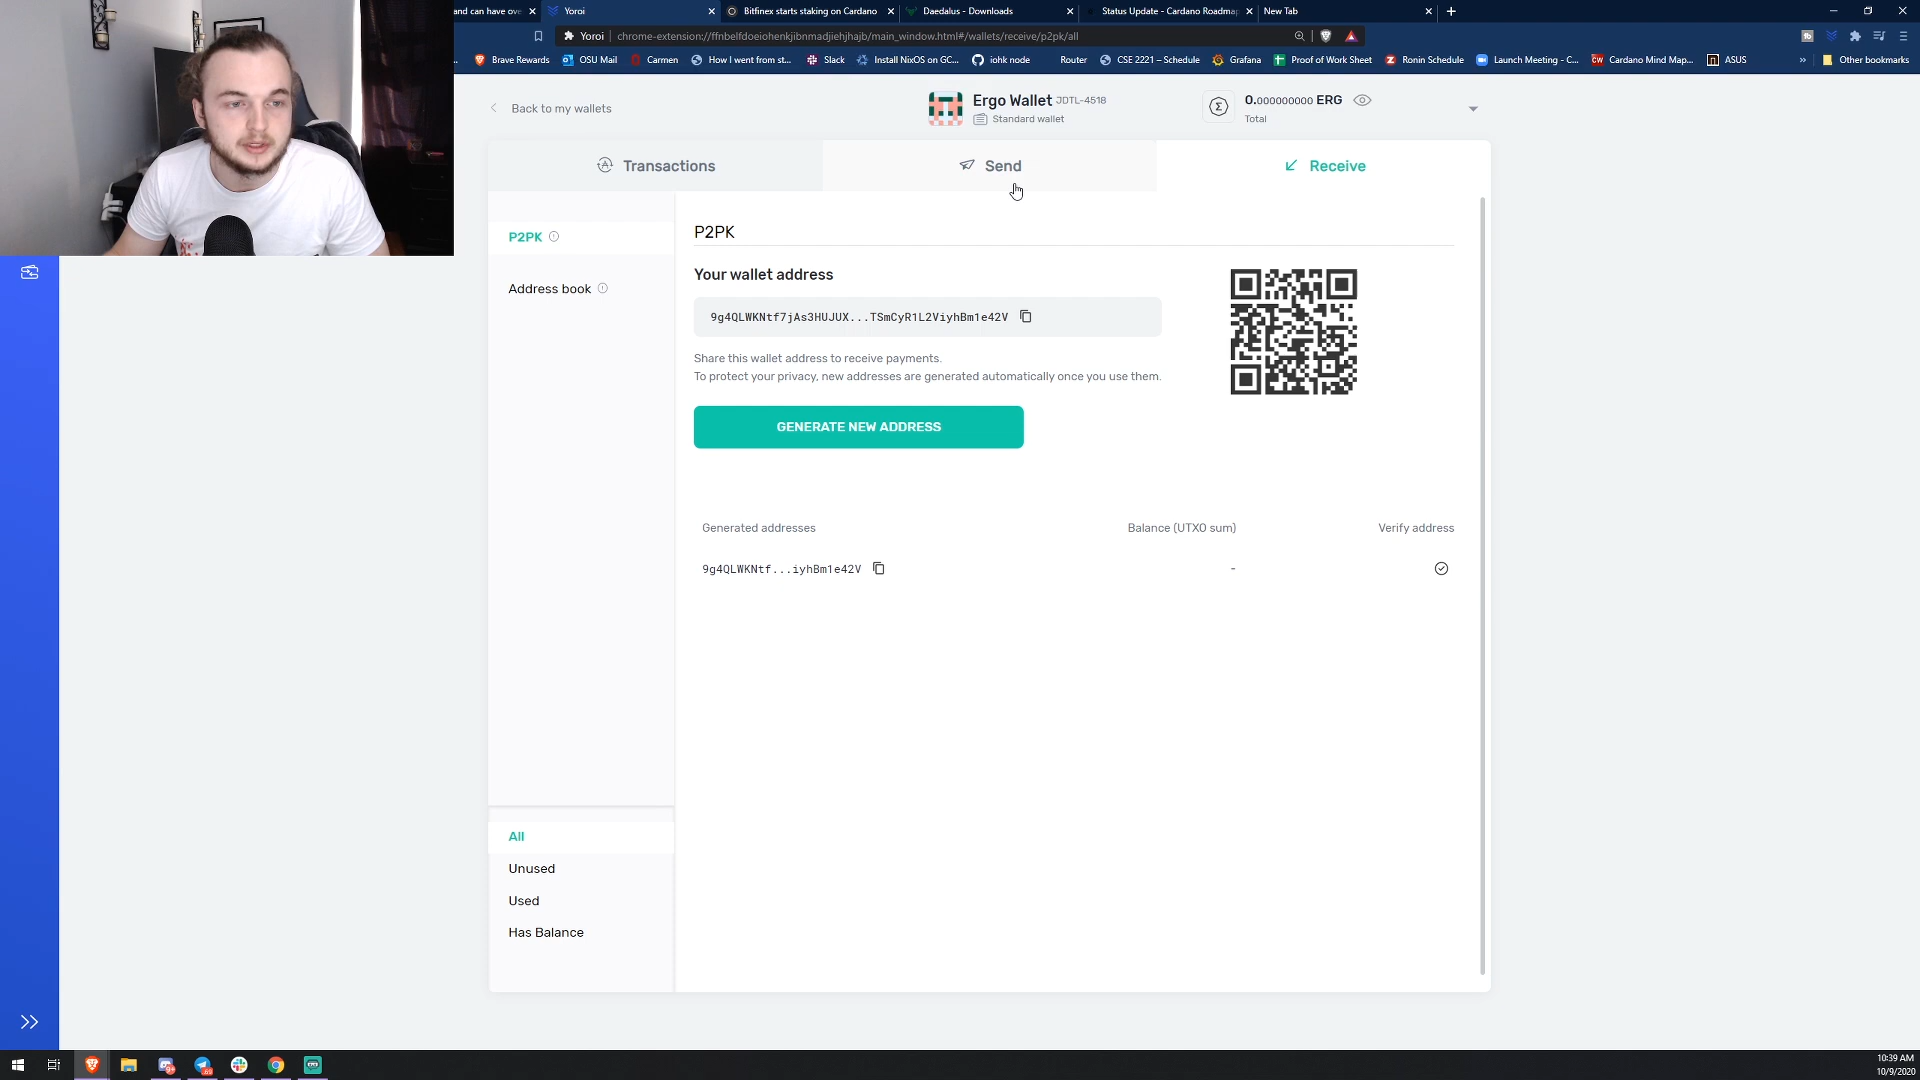 and can have ove
Yoroi
Bitfinex starts staking on Cardano
Daedalus - Downloads
Status Update - Cardano Roadmap
New Tab
Yoroi
chrome-extension://ffnbelfdoeiohenkjibnmadjiehjhajb/main_window.html#/wallets/receive/p2pk/all
Brave Rewards
OSU Mail
Carmen
How I went from st...
Slack
Install NixOS on GC...
iohk node
Router
CSE 2221 – Schedule
Grafana
Proof of Work Sheet
Ronin Schedule
Launch Meeting - C...
Cardano Mind Map...
ASUS
Other bookmarks
Back to my wallets
Ergo Wallet JDTL-4518
Standard wallet
0.000000000 ERG
Total
Transactions
Send
Receive
P2PK
Address book
P2PK
Your wallet address
9g4QLWKNtf7jAs3HUJUX...TSmCyR1L2ViyhBm1e42V
Share this wallet address to receive payments.
To protect your privacy, new addresses are generated automatically once you use them.
GENERATE NEW ADDRESS
Generated addresses
Balance (UTXO sum)
Verify address
9g4QLWKNtf...iyhBm1e42V
-
All
Unused
Used
Has Balance
10:39 AM
10/9/2020